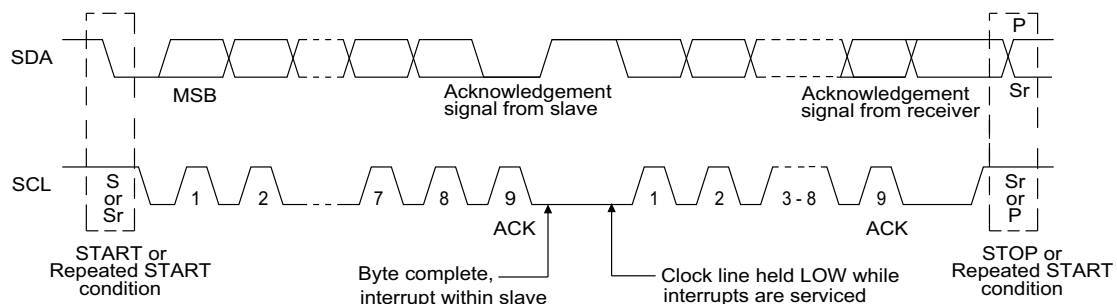 P
SDA
MSB
Acknowledgement
signal from slave
Acknowledgement
signal from receiver
Sr
SCL
S
or
Sr
1
2
7
8
9
1
2
3 - 8
9
Sr
or
P
ACK
ACK
START or
Repeated START
condition
Byte complete,
interrupt within slave
Clock line held LOW while
interrupts are serviced
STOP or
Repeated START
condition